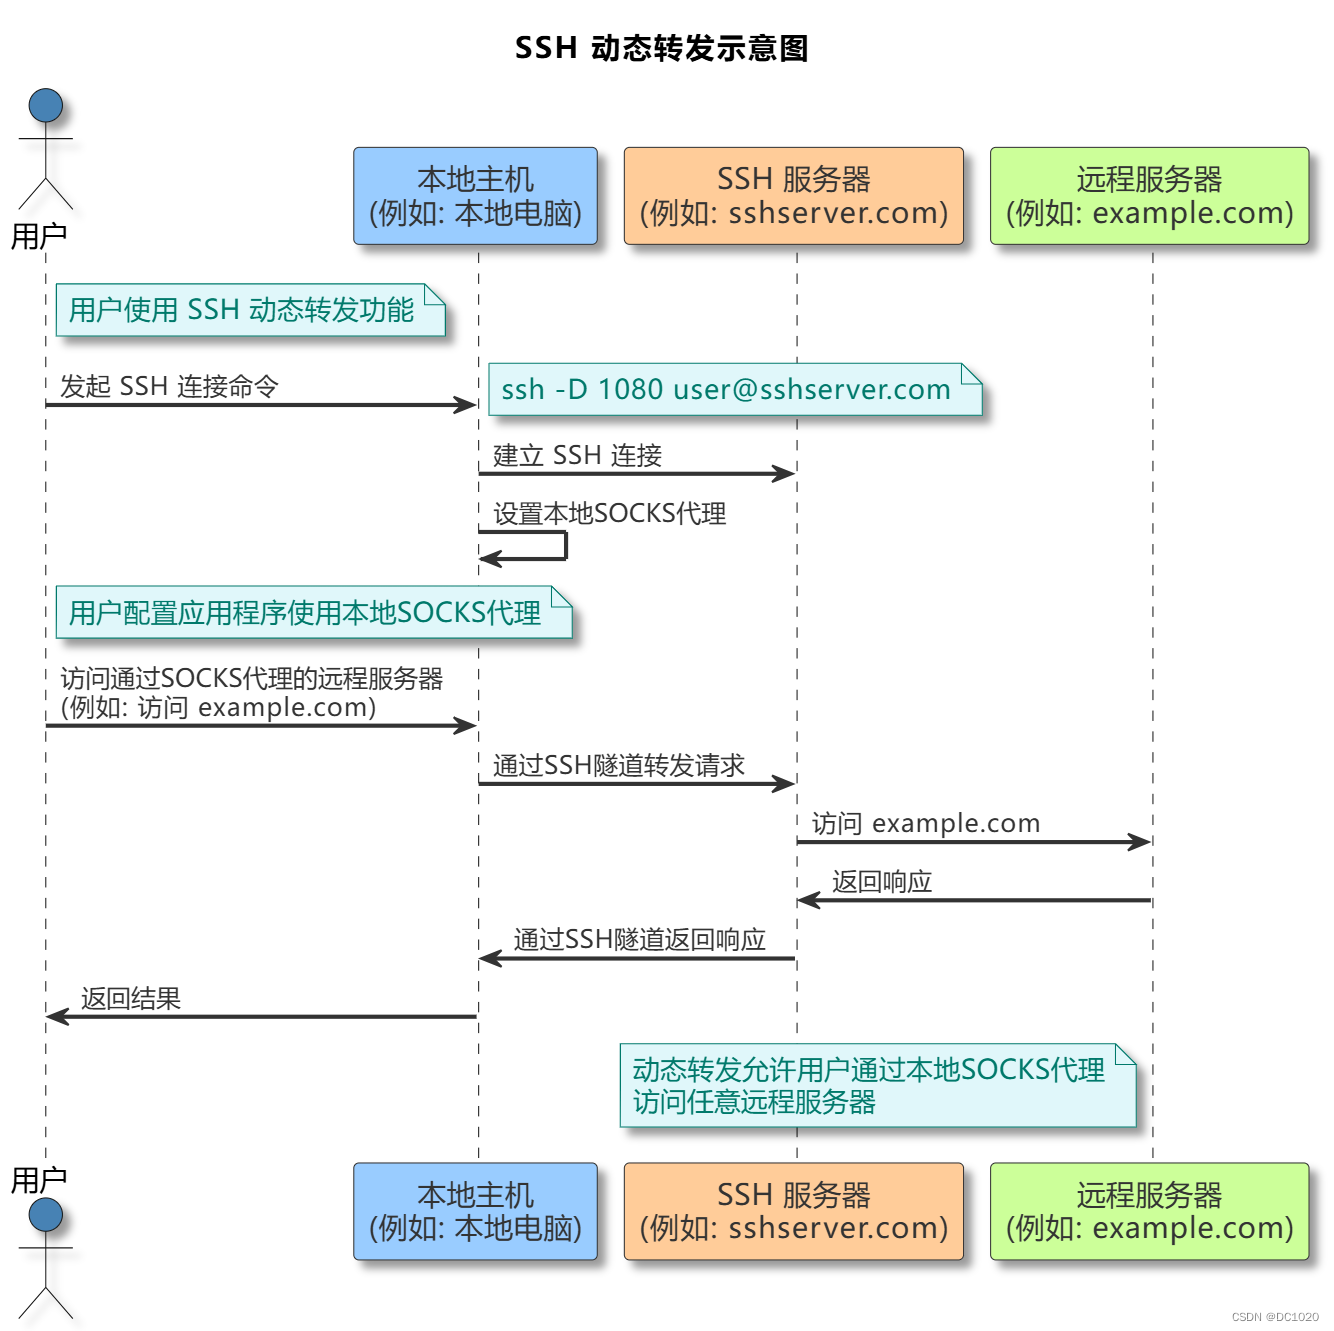 SSH 动态转发示意图
用户
本地主机
(例如: 本地电脑)
SSH 服务器
(例如: sshserver.com)
远程服务器
(例如: example.com)
用户使用 SSH 动态转发功能
发起 SSH 连接命令
ssh -D 1080 user@sshserver.com
建立 SSH 连接
设置本地SOCKS代理
用户配置应用程序使用本地SOCKS代理
访问通过SOCKS代理的远程服务器
(例如: 访问 example.com)
通过SSH隧道转发请求
访问 example.com
返回响应
通过SSH隧道返回响应
返回结果
动态转发允许用户通过本地SOCKS代理
访问任意远程服务器
用户
本地主机
(例如: 本地电脑)
SSH 服务器
(例如: sshserver.com)
远程服务器
(例如: example.com)
CSDN @DC1020